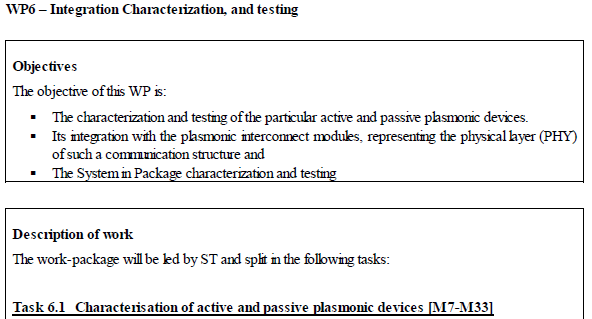 WP6 – Integration Characterization, and testing
Objectives
The objective of this WP is:
▪ The characterization and testing of the particular active and passive plasmonic devices.
▪ Its integration with the plasmonic interconnect modules, representing the physical layer (PHY)
of such a communication structure and
▪ The System in Package characterization and testing
Description of work
The work-package will be led by ST and split in the following tasks:
Task 6.1 Characterisation of active and passive plasmonic devices [M7-M33]